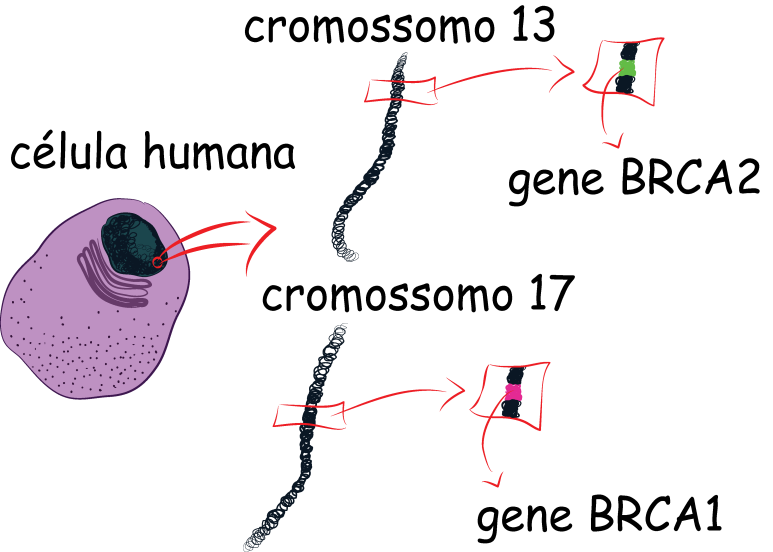 cromossomo 13
célula humana
gene BRCA2
cromossomo 17
gene BRCA1